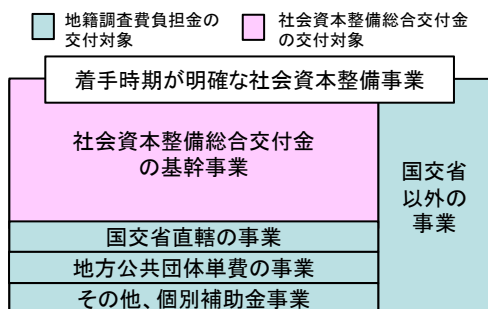 地籍調査費負担金の
交付対象
社会資本整備総合交付金
の交付対象
着手時期が明確な社会資本整備事業
社会資本整備総合交付金
の基幹事業
国交省
以外の
事業
国交省直轄の事業
地方公共団体単費の事業
その他、個別補助金事業